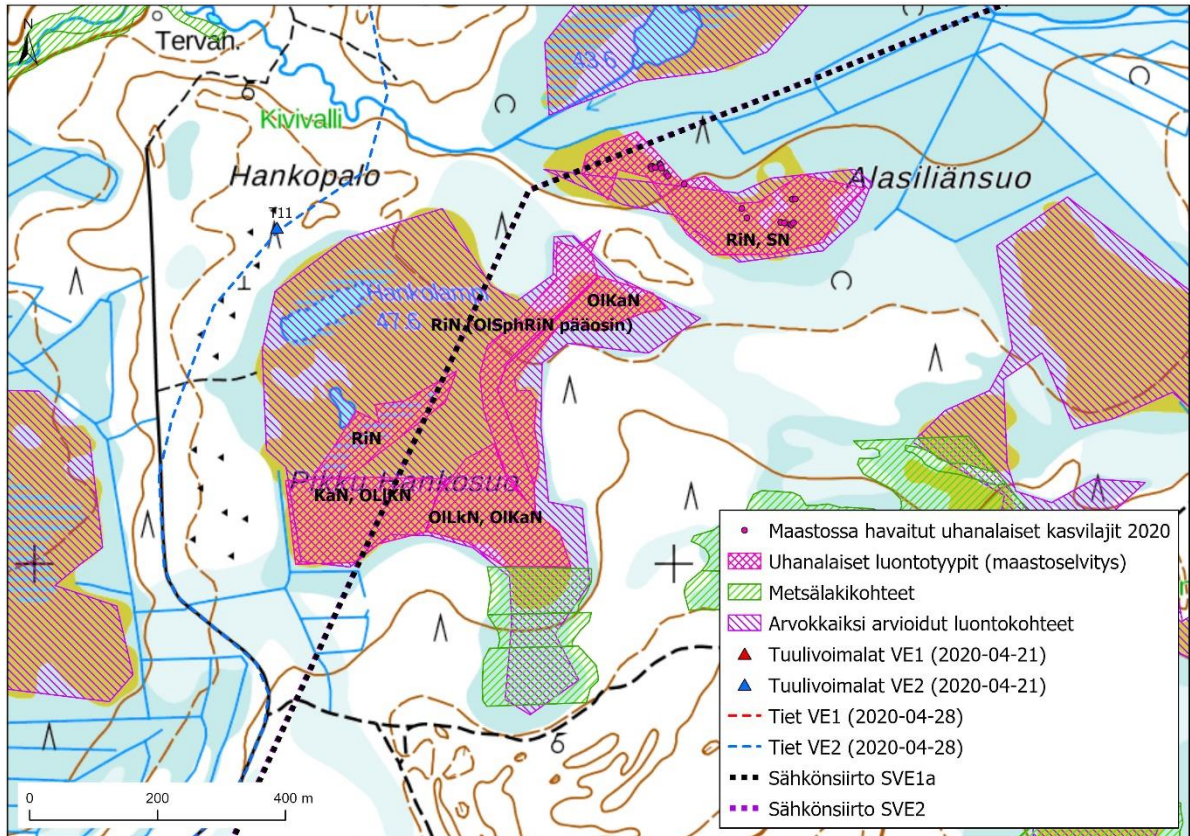 N
Tervah.
43.6
Kivivalli
Hankopalo
Alasiliänsuo
T11
RiN, SN
Hankolampi
47.6
OlKaN
RiN (OlSphRiN pääosin)
RiN
Pikku Hankosuo
KaN, OLlKN
OlLkN, OlKaN
Maastossa havaitut uhanalaiset kasvilajit 2020
Uhanalaiset luontotyypit (maastoselvitys)
Metsälakikohteet
Arvokkaiksi arvioidut luontokohteet
Tuulivoimalat VE1 (2020-04-21)
Tuulivoimalat VE2 (2020-04-21)
Tiet VE1 (2020-04-28)
Tiet VE2 (2020-04-28)
Sähkönsiirto SVE1a
Sähkönsiirto SVE2
0 200 400 m